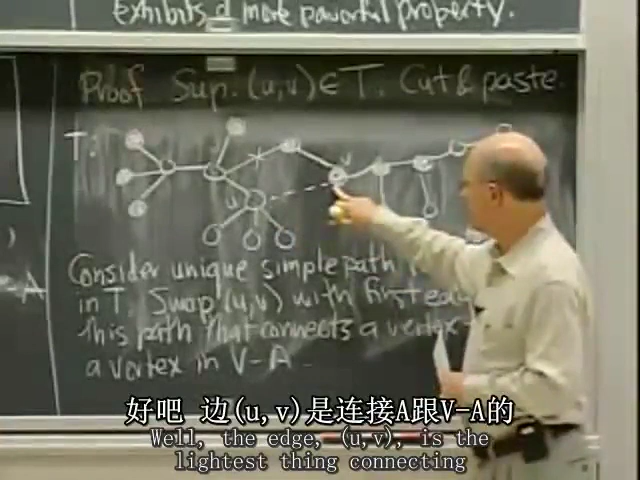 exhibits a more powerful property.
Proof Sup. (u,v) ∈ T. Cut & paste.
T:
v
u
Consider unique simple path
in T. Swap (u,v) with first edge
this path that connects a vertex
a vertex in V-A.
A
好吧 边(u,v)是连接A跟V-A的
Well, the edge, (u,v), is the
lightest thing connecting